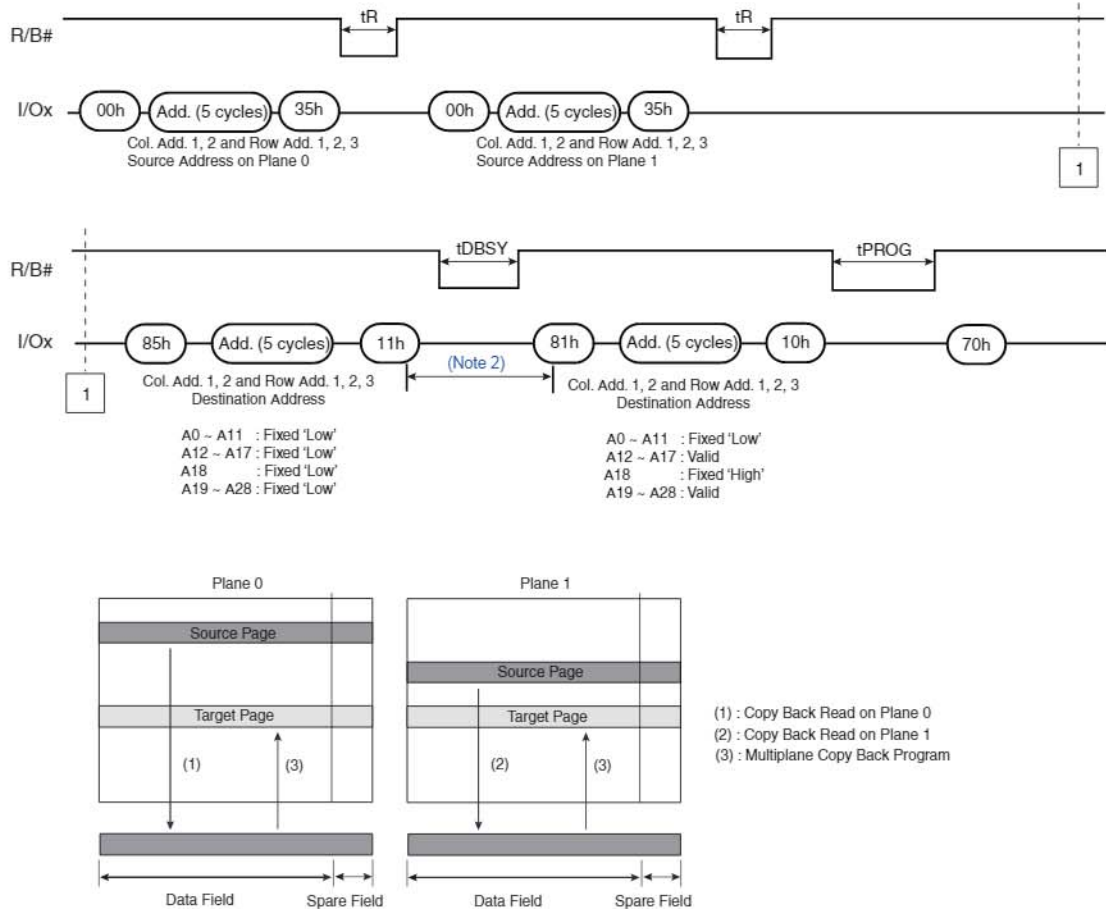 tR
tR
R/B#
I/Ox
00h
Add. (5 cycles)
35h
00h
Add. (5 cycles)
35h
Col. Add. 1, 2 and Row Add. 1, 2, 3
Source Address on Plane 0
Col. Add. 1, 2 and Row Add. 1, 2, 3
Source Address on Plane 1
1
tDBSY
tPROG
R/B#
I/Ox
85h
Add. (5 cycles)
11h
(Note 2)
81h
Add. (5 cycles)
10h
70h
1
Col. Add. 1, 2 and Row Add. 1, 2, 3
Destination Address
Col. Add. 1, 2 and Row Add. 1, 2, 3
Destination Address
A0 ~ A11 : Fixed ‘Low’
A12 ~ A17 : Fixed ‘Low’
A18 : Fixed ‘Low’
A19 ~ A28 : Fixed ‘Low’
A0 ~ A11 : Fixed ‘Low’
A12 ~ A17 : Valid
A18 : Fixed ‘High’
A19 ~ A28 : Valid
Plane 0
Plane 1
Source Page
Source Page
Target Page
Target Page
(1)
(3)
(2)
(3)
(1) : Copy Back Read on Plane 0
(2) : Copy Back Read on Plane 1
(3) : Multiplane Copy Back Program
Data Field
Spare Field
Data Field
Spare Field